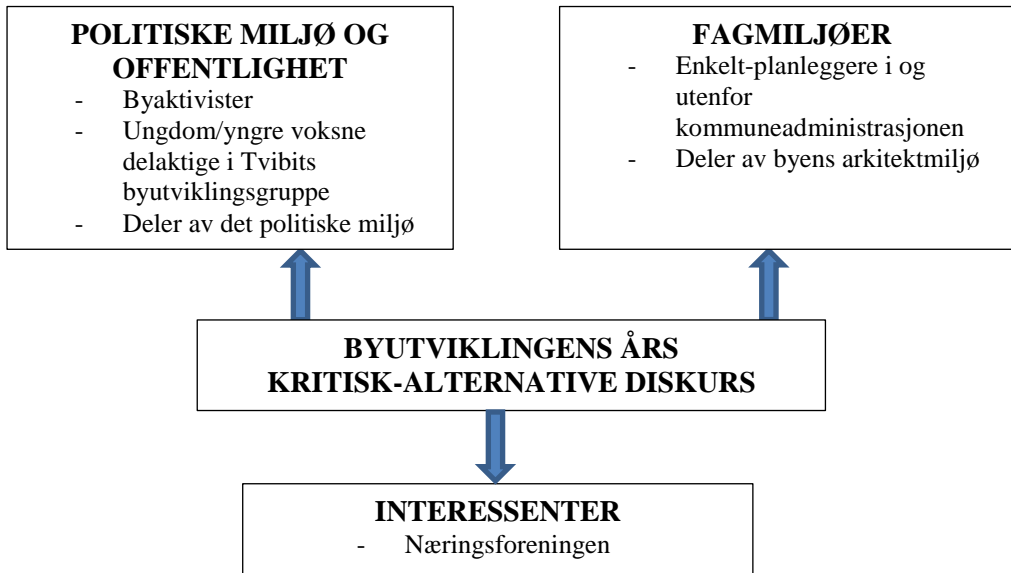 POLITISKE MILJØ OG
OFFENTLIGHET
- Byaktivister
- Ungdom/yngre voksne
delaktige i Tvibits
byutviklingsgruppe
- Deler av det politiske miljø
FAGMILJØER
- Enkelt-planleggere i og
utenfor
kommuneadministrasjonen
- Deler av byens arkitektmiljø
BYUTVIKLINGENS ÅRS
KRITISK-ALTERNATIVE DISKURS
INTERESSENTER
- Næringsforeningen